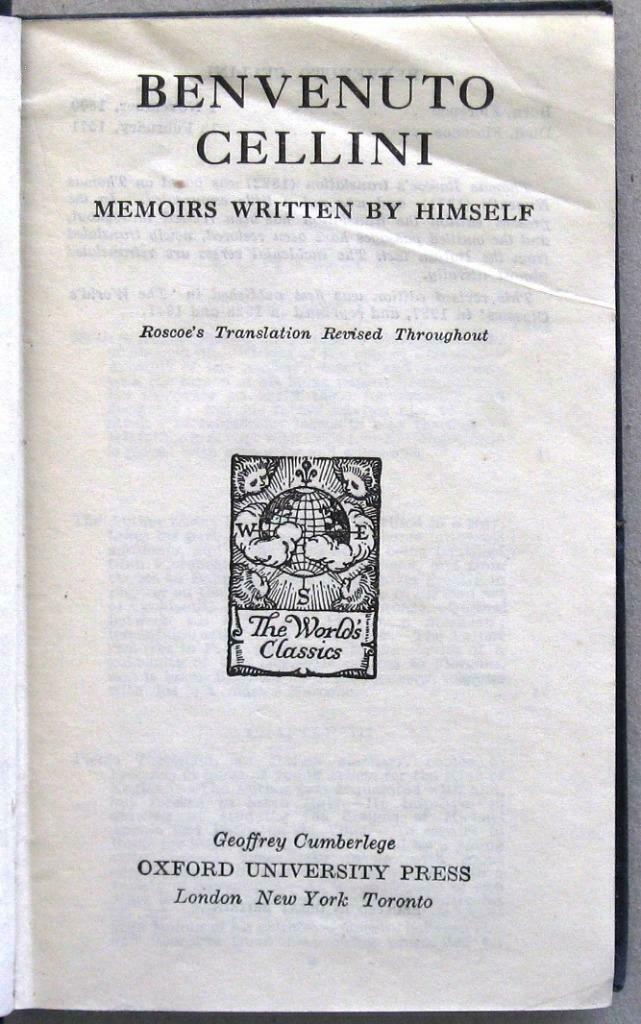 BENVENUTO
CELLINI
MEMOIRS WRITTEN BY HIMSELF
Roscoe's Translation Revised Throughout
W E
S
The World's
Classics
Geoffrey Cumberlege
OXFORD UNIVERSITY PRESS
London New York Toronto